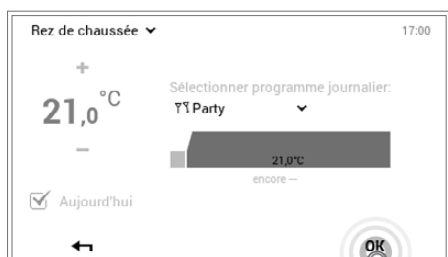 Rez de chaussée
17:00
+
21,0 °C
−
Sélectionner programme journalier:
Party
21,0°C
encore --
Aujourd'hui
OK